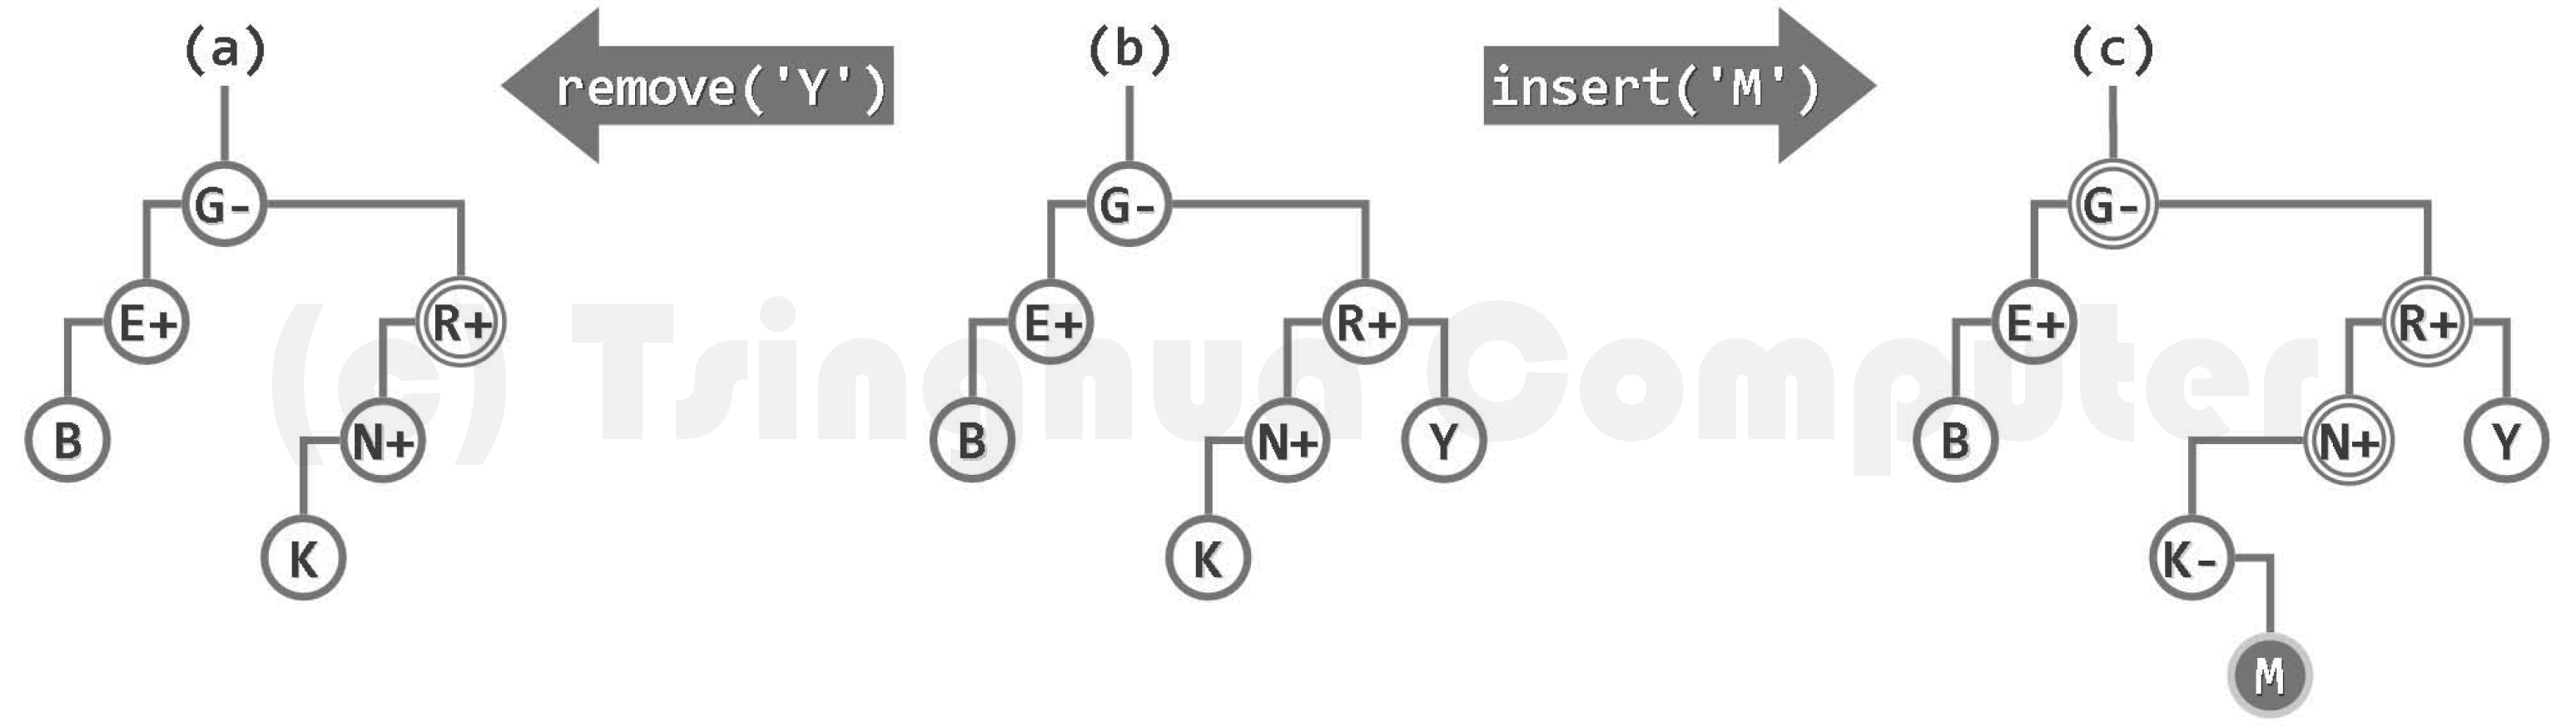 (a) remove('Y') (b) insert('M') (c)
G- G- G-
E+ R+ E+ R+ E+ R+
B N+ B N+ Y B N+ Y
K K K-
M
(c) Tsinghua Computer